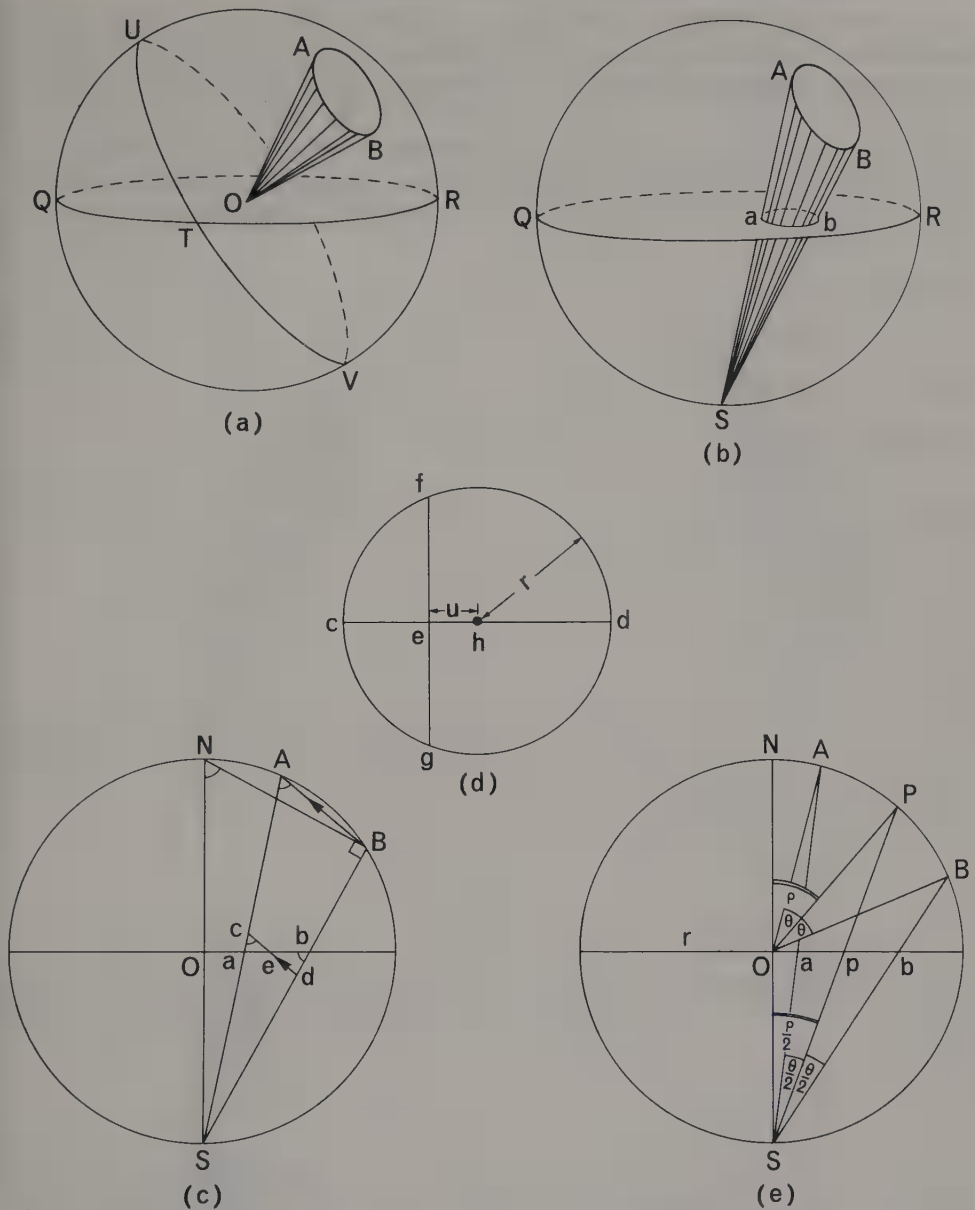 U
A
B
Q
O
R
T
V
(a)
A
B
Q
a
b
R
S
(b)
f
r
u
c
e
h
d
g
(d)
N
A
B
c
b
O
a
e
d
S
(c)
N
A
P
B
ρ
θ
θ
r
O
a
p
b
ρ/2
θ/2
θ/2
S
(e)